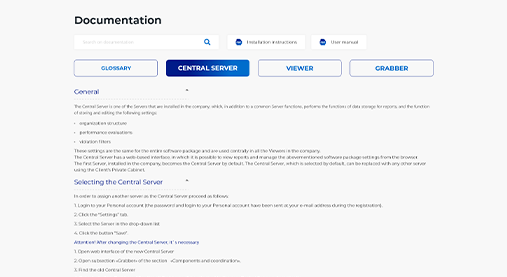 Documentation
Search in documentation
Installation instructions
User manual
GLOSSARY
CENTRAL SERVER
VIEWER
GRABBER
General
The Central Server is one of the Servers that are installed in the company, which, in addition to a common Server functions, performs the functions of data storage for reports, and the function
of storing and editing the following settings:
• organization structure
• performance evaluations
• violation filters
These settings are the same for the entire software package and are used centrally in all the Viewers in the company.
The Central Server has a web-based interface, in which it is possible to view reports and manage the abovementioned software package settings from the browser.
The First Server, installed in the company, becomes the Central Server by default. The Central Server, which is selected by default, can be replaced with any other server
using the Client's Private Cabinet.
Selecting the Central Server
In order to assign another server as the Central Server proceed as follows:
1. Login to your Personal account (the password and login to your Personal account have been sent at your e-mail address during the registration).
2. Click the "Settings" tab.
3. Select the Server in the drop-down list
4. Click the button "Save".
Attention! After changing the Central Server, it`s necessary
1. Open web interface of the new Central Server
2. Open subsection «Grabber» of the section «Components and coordination».
3. Find the old Central Server